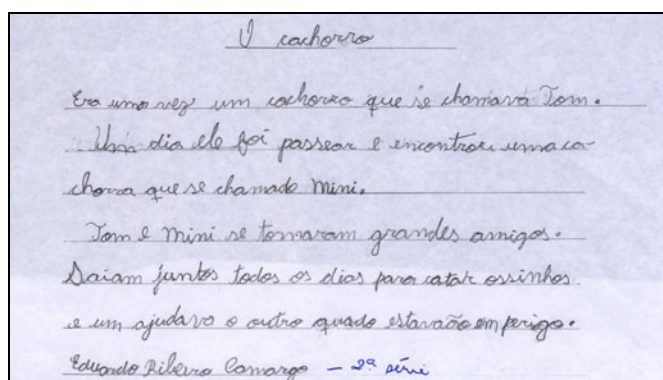 O cachorro
Era uma vez um cachorro que se chamava Tom.
Um dia ele foi passear e encontrou uma ca-
chorra que se chamado Mini.
Tom e Mini se tornaram grandes amigos.
Saiam juntos todos os dias para catar ossinhos
e um ajudava o outro quado estavaão em perigo.
Eduardo Ribeiro Camargo – 2ª série